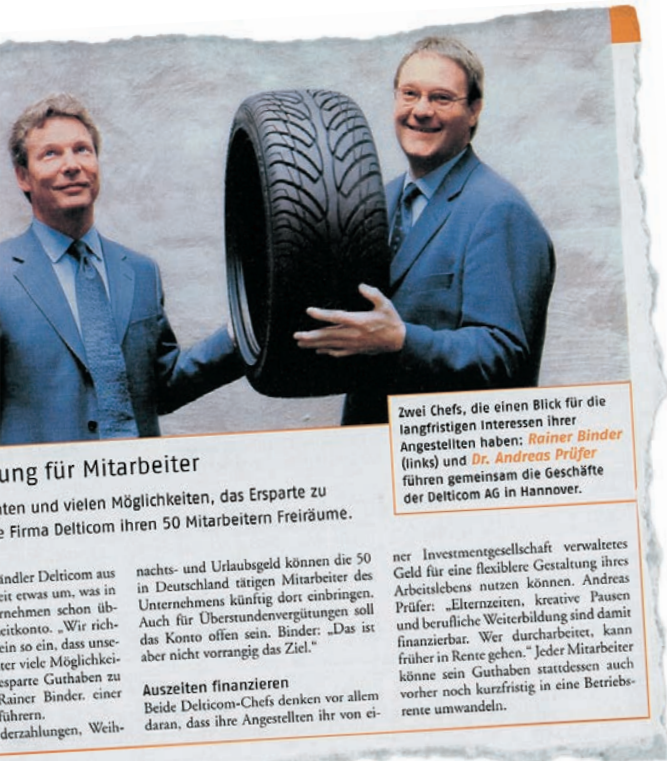 Zwei Chefs, die einen Blick für die
langfristigen Interessen ihrer
Angestellten haben: Rainer Binder
(links) und Dr. Andreas Prüfer
führen gemeinsam die Geschäfte
der Delticom AG in Hannover.
ung für Mitarbeiter
ten und vielen Möglichkeiten, das Ersparte zu
e Firma Delticom ihren 50 Mitarbeitern Freiräume.
ändler Delticom aus
eit etwas um, was in
rnehmen schon üb-
eitkonto. „Wir rich-
ein so ein, dass unse-
ter viele Möglichkei-
esparte Guthaben zu
Rainer Binder, einer
führern.
derzahlungen, Weih-
nachts- und Urlaubsgeld können die 50
in Deutschland tätigen Mitarbeiter des
Unternehmens künftig dort einbringen.
Auch für Überstundenvergütungen soll
das Konto offen sein. Binder: „Das ist
aber nicht vorrangig das Ziel.“
Auszeiten finanzieren
Beide Delticom-Chefs denken vor allem
daran, dass ihre Angestellten ihr von ei-
ner Investmentgesellschaft verwaltetes
Geld für eine flexiblere Gestaltung ihres
Arbeitslebens nutzen können. Andreas
Prüfer: „Elternzeiten, kreative Pausen
und berufliche Weiterbildung sind damit
finanzierbar. Wer durcharbeitet, kann
früher in Rente gehen.“ Jeder Mitarbeiter
könne sein Guthaben stattdessen auch
vorher noch kurzfristig in eine Betriebs-
rente umwandeln.